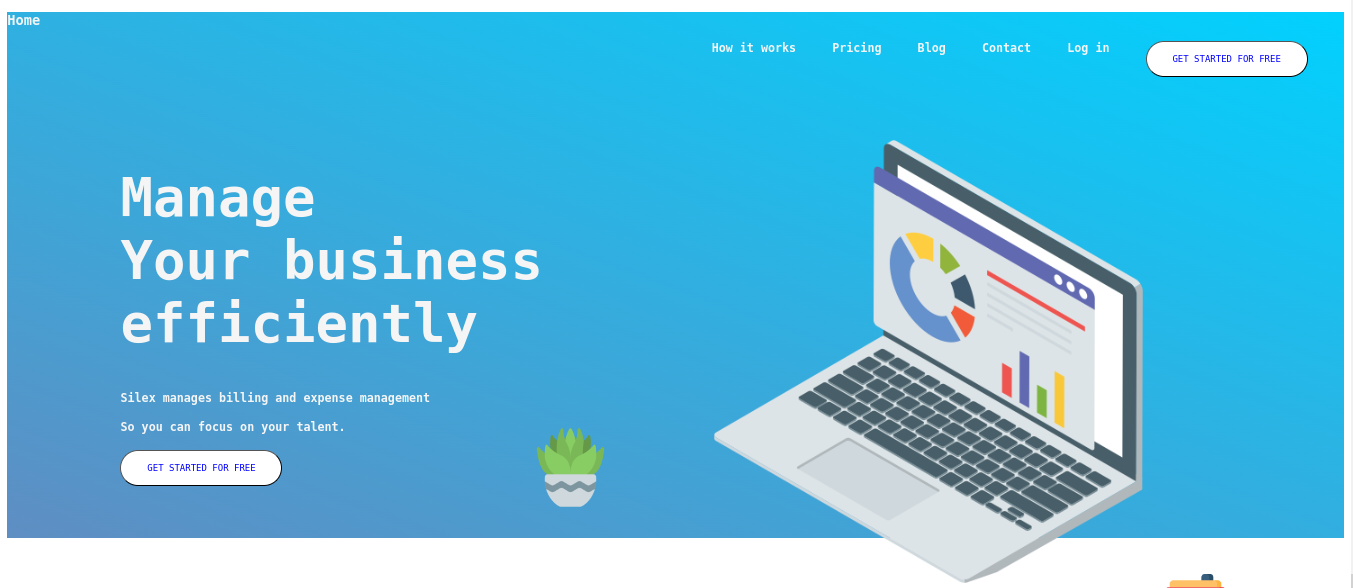 Home
How it works
Pricing
Blog
Contact
Log in
GET STARTED FOR FREE
Manage
Your business
efficiently
Silex manages billing and expense management
So you can focus on your talent.
GET STARTED FOR FREE